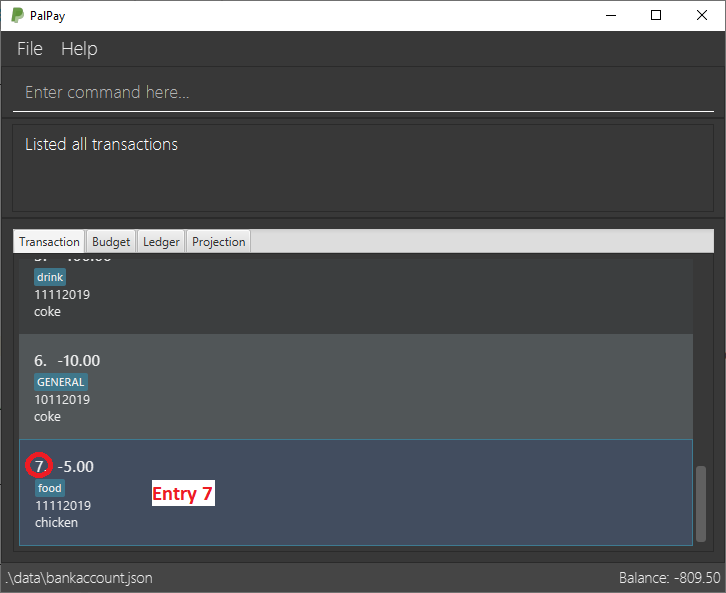 PalPay
File Help
Enter command here...
Listed all transactions
Transaction Budget Ledger Projection
drink
11112019
coke
6. -10.00
GENERAL
10112019
coke
7. -5.00
food
Entry 7
11112019
chicken
.\data\bankaccount.json Balance: -809.50